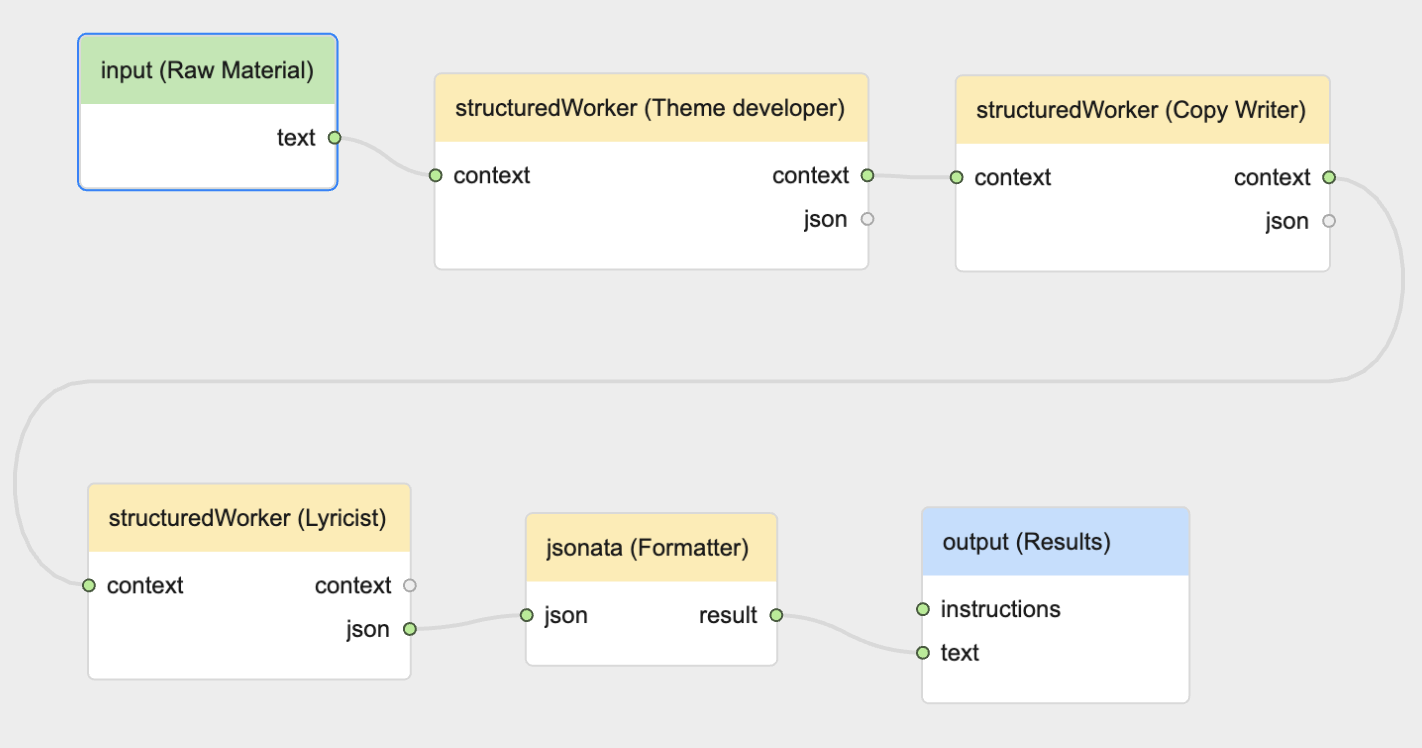 input (Raw Material)
text
structuredWorker (Theme developer)
context context
json
structuredWorker (Copy Writer)
context context
json
structuredWorker (Lyricist)
context context
json
jsonata (Formatter)
json result
output (Results)
instructions
text